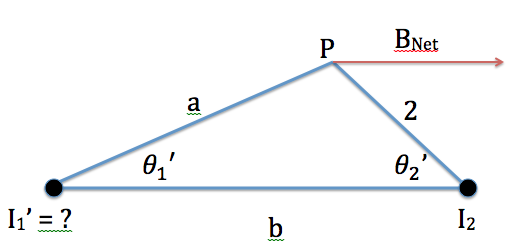 P
B_Net
a
2
θ₁′
θ₂′
I₁′ = ?
b
I₂